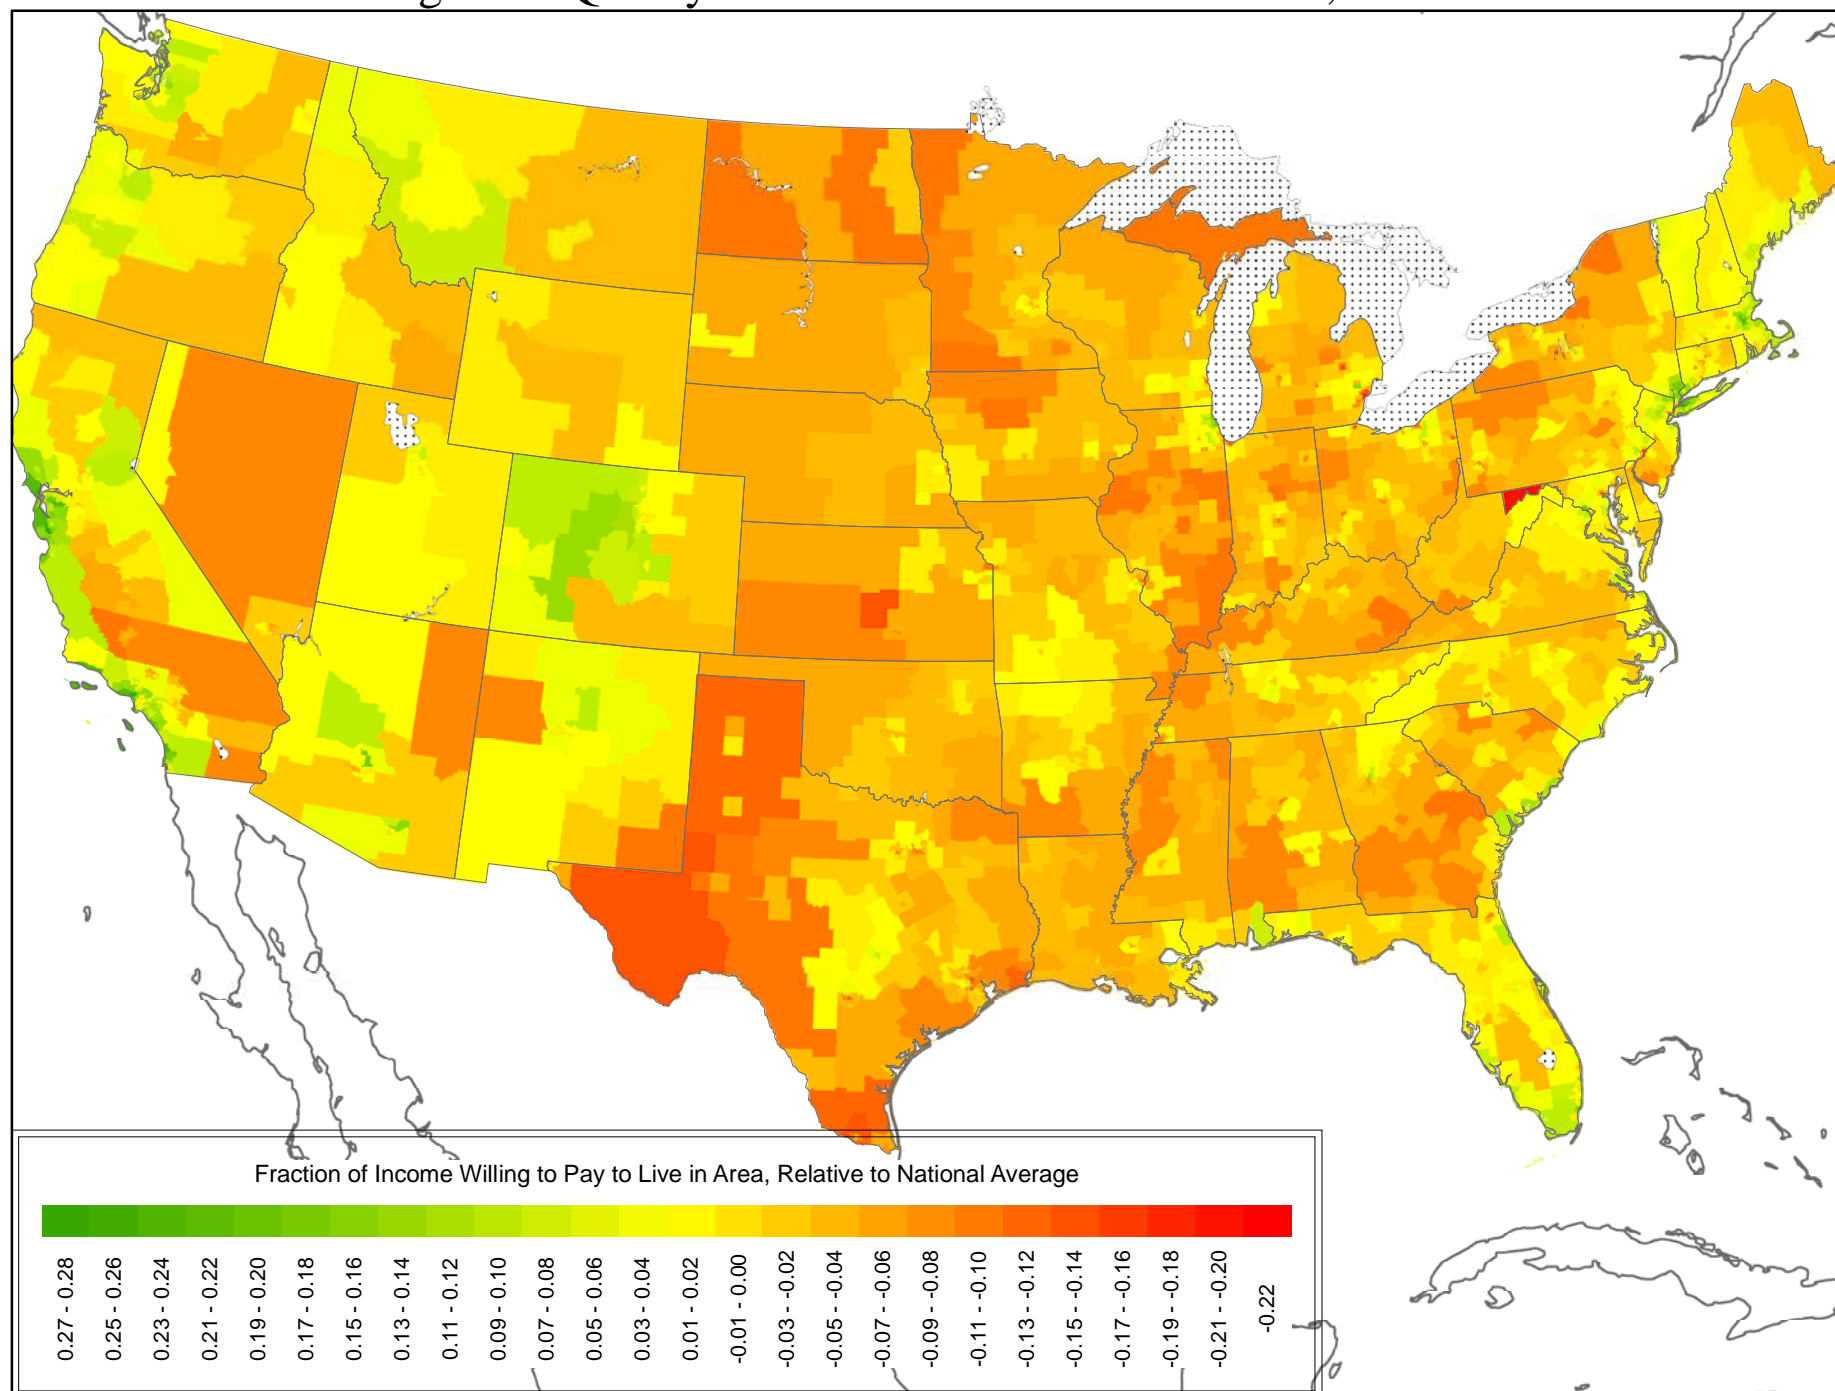 Fraction of Income Willing to Pay to Live in Area, Relative to National Average
0.27 - 0.28
0.25 - 0.26
0.23 - 0.24
0.21 - 0.22
0.19 - 0.20
0.17 - 0.18
0.15 - 0.16
0.13 - 0.14
0.11 - 0.12
0.09 - 0.10
0.07 - 0.08
0.05 - 0.06
0.03 - 0.04
0.01 - 0.02
-0.01 - 0.00
-0.03 - -0.02
-0.05 - -0.04
-0.07 - -0.06
-0.09 - -0.08
-0.11 - -0.10
-0.13 - -0.12
-0.15 - -0.14
-0.17 - -0.16
-0.19 - -0.18
-0.21 - -0.20
-0.22